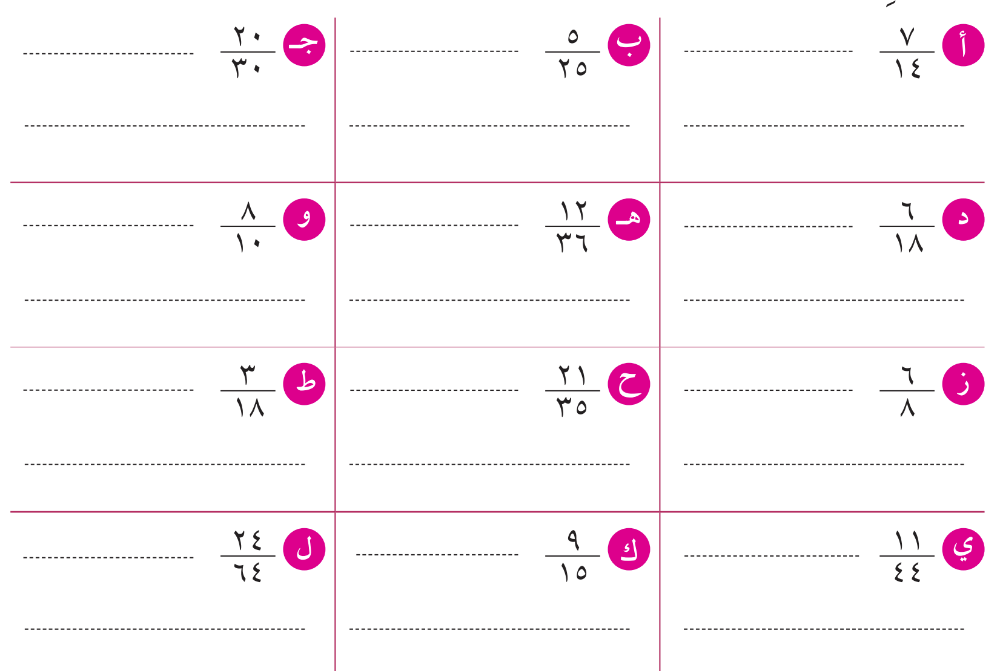 أ ٧/١٤
ب ٥/٢٥
جـ ٢٠/٣٠
د ٦/١٨
هـ ١٢/٣٦
و ٨/١٠
ز ٦/٨
ح ٢١/٣٥
ط ٣/١٨
ي ١١/٤٤
ك ٩/١٥
ل ٢٤/٦٤